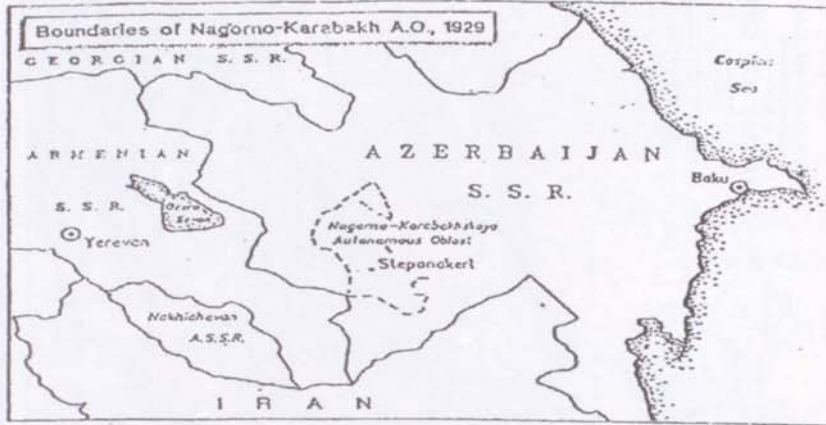 Boundaries of Nagorno-Karabakh A.O., 1929
GEORGIAN S.S.R.
Caspian
Sea
ARMENIAN
S.S.R.
AZERBAIJAN
S.S.R.
Baku
Yerevan
Nagorno-Karabakhskaya
Autonomous Oblast
Stepanakert
Nakhichevan
A.S.S.R.
IRAN